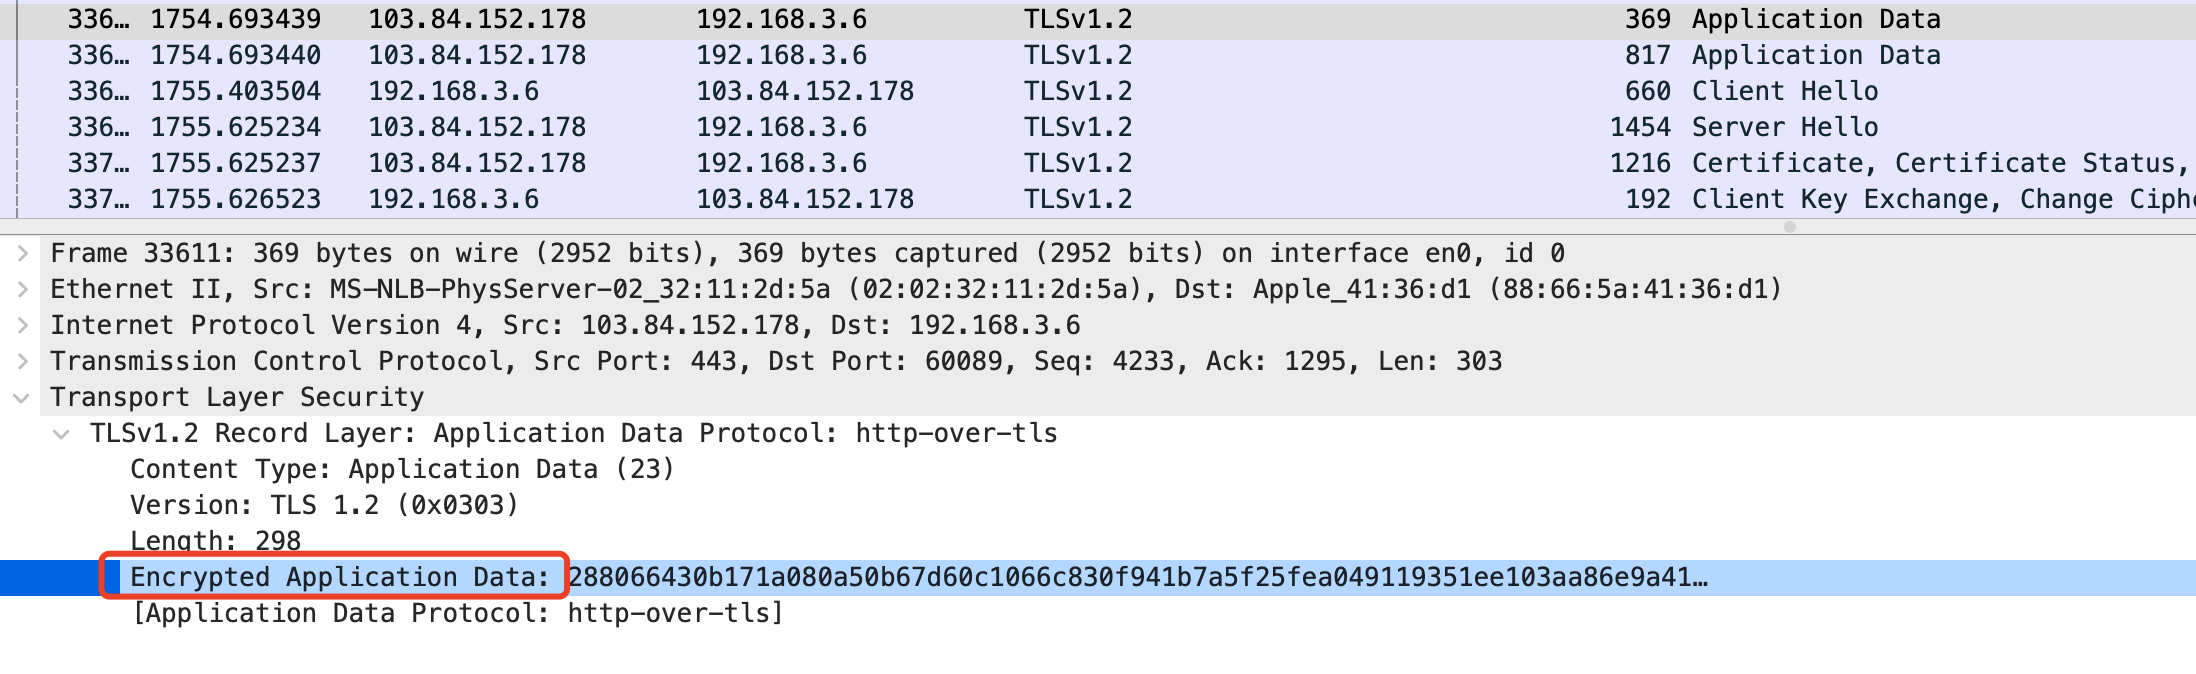 336… 1754.693439 103.84.152.178 192.168.3.6 TLSv1.2 369 Application Data
336… 1754.693440 103.84.152.178 192.168.3.6 TLSv1.2 817 Application Data
336… 1755.403504 192.168.3.6 103.84.152.178 TLSv1.2 660 Client Hello
336… 1755.625234 103.84.152.178 192.168.3.6 TLSv1.2 1454 Server Hello
337… 1755.625237 103.84.152.178 192.168.3.6 TLSv1.2 1216 Certificate, Certificate Status,
337… 1755.626523 192.168.3.6 103.84.152.178 TLSv1.2 192 Client Key Exchange, Change Ciphe
Frame 33611: 369 bytes on wire (2952 bits), 369 bytes captured (2952 bits) on interface en0, id 0
Ethernet II, Src: MS-NLB-PhysServer-02_32:11:2d:5a (02:02:32:11:2d:5a), Dst: Apple_41:36:d1 (88:66:5a:41:36:d1)
Internet Protocol Version 4, Src: 103.84.152.178, Dst: 192.168.3.6
Transmission Control Protocol, Src Port: 443, Dst Port: 60089, Seq: 4233, Ack: 1295, Len: 303
Transport Layer Security
TLSv1.2 Record Layer: Application Data Protocol: http-over-tls
Content Type: Application Data (23)
Version: TLS 1.2 (0x0303)
Length: 298
Encrypted Application Data: 288066430b171a080a50b67d60c1066c830f941b7a5f25fea049119351ee103aa86e9a41…
[Application Data Protocol: http-over-tls]